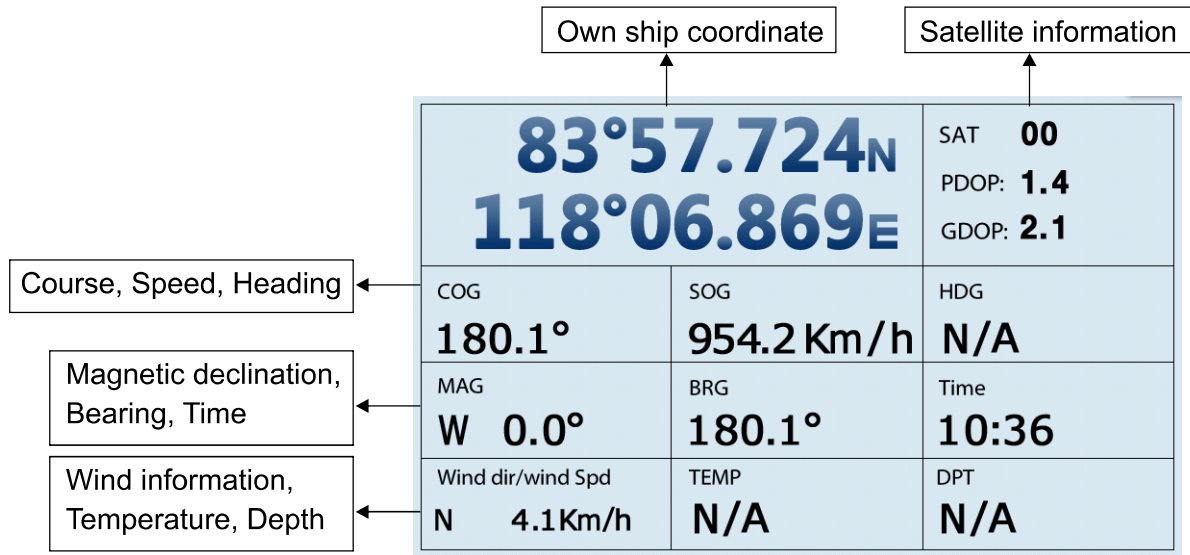 Own ship coordinate
Satellite information
83°57.724N
118°06.869E
SAT 00
PDOP: 1.4
GDOP: 2.1
Course, Speed, Heading
COG
180.1°
SOG
954.2 Km/h
HDG
N/A
Magnetic declination,
Bearing, Time
MAG
W 0.0°
BRG
180.1°
Time
10:36
Wind information,
Temperature, Depth
Wind dir/wind Spd
N 4.1Km/h
TEMP
N/A
DPT
N/A